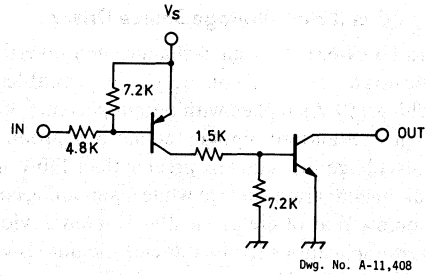 Vs
7.2K
IN
4.8K
1.5K
OUT
7.2K
Dwg. No. A-11,408